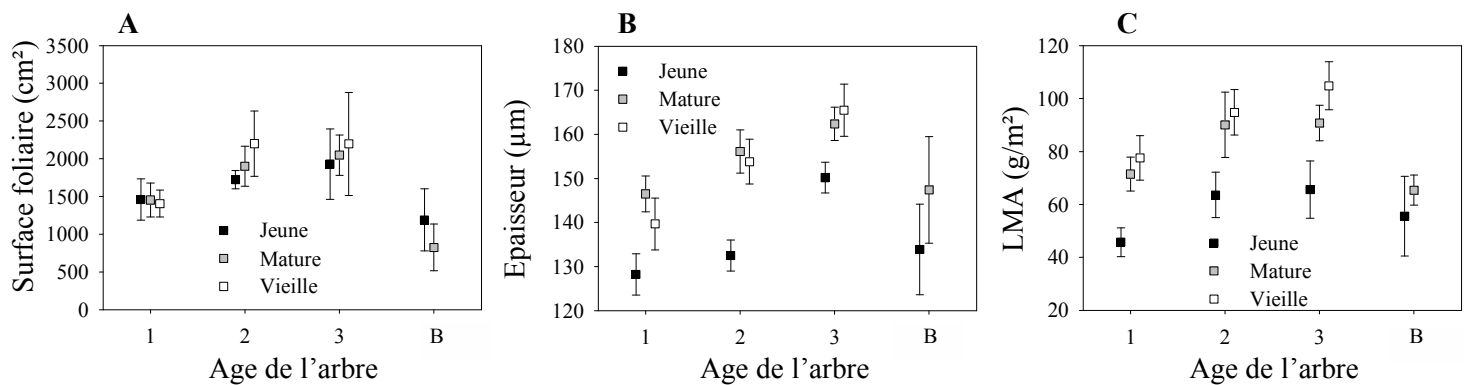 A
Surface foliaire (cm²)
3500
3000
2500
2000
1500
1000
500
0
Jeune
Mature
Vieille
1 2 3 B
Age de l’arbre
B
Epaisseur (µm)
180
170
160
150
140
130
120
Jeune
Mature
Vieille
1 2 3 B
Age de l’arbre
C
LMA (g/m²)
120
100
80
60
40
20
Jeune
Mature
Vieille
1 2 3 B
Age de l’arbre